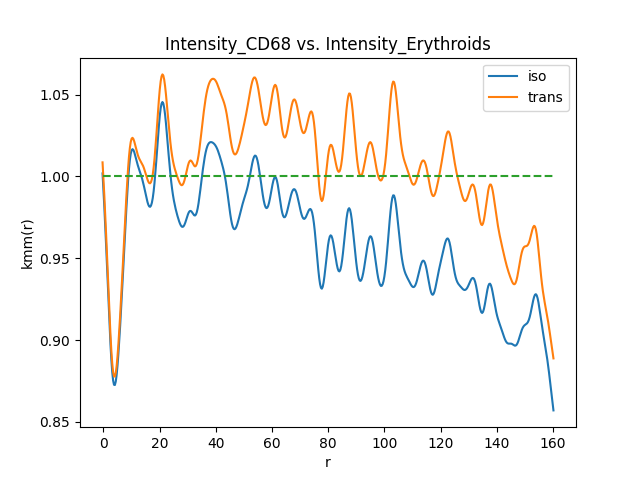 Intensity_CD68 vs. Intensity_Erythroids
iso
trans
kmm(r)
1.05
1.00
0.95
0.90
0.85
0 20 40 60 80 100 120 140 160
r